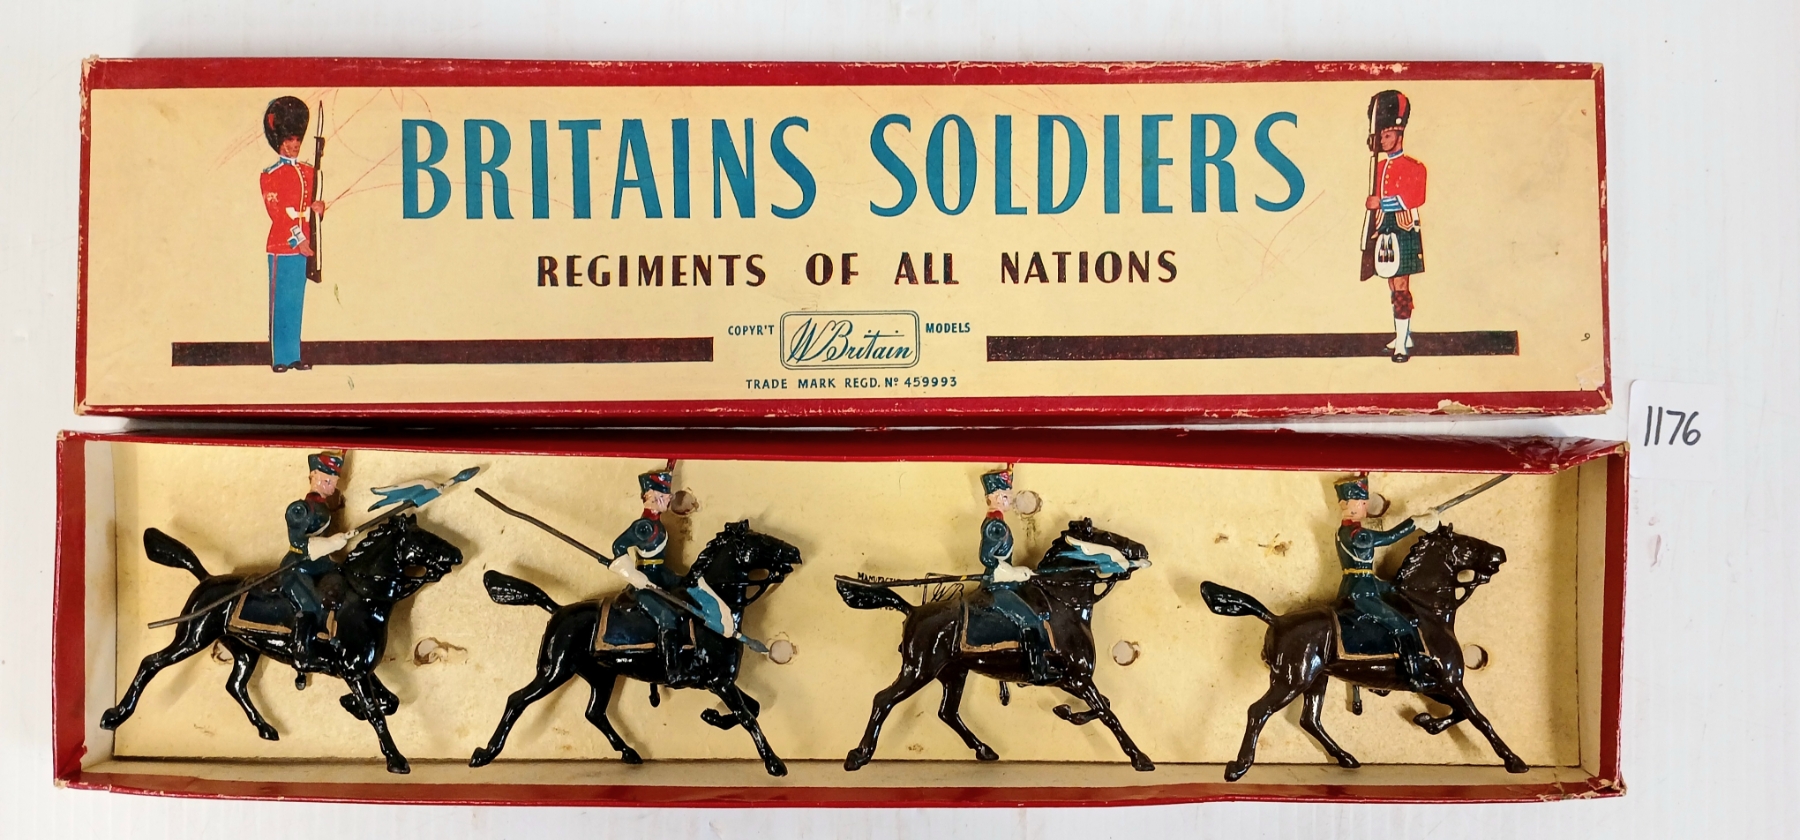 BRITAINS SOLDIERS
REGIMENTS OF ALL NATIONS
COPYR'T W Britain MODELS
TRADE MARK REGD. Nº 459993
1176